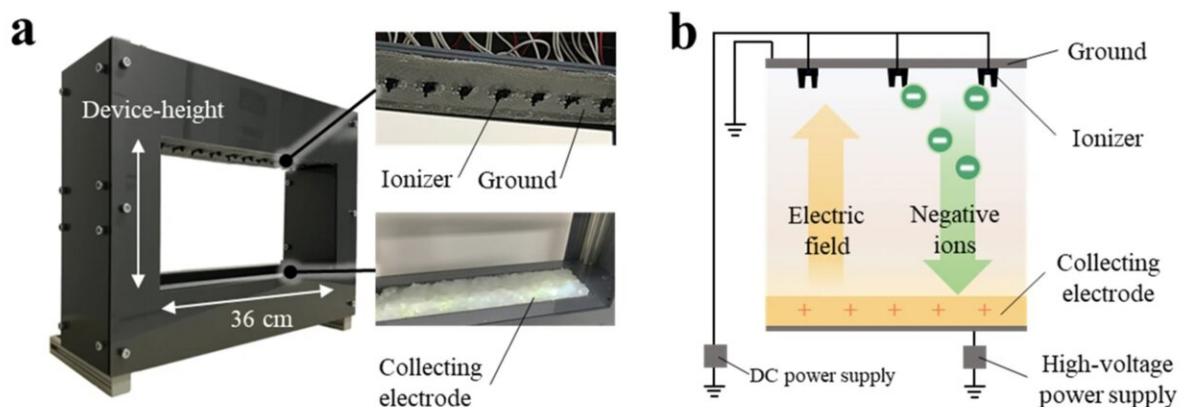 a
Device-height
36 cm
Ionizer
Ground
Collecting
electrode
b
Ground
Ionizer
Electric
field
Negative
ions
Collecting
electrode
+ + + + +
DC power supply
High-voltage
power supply